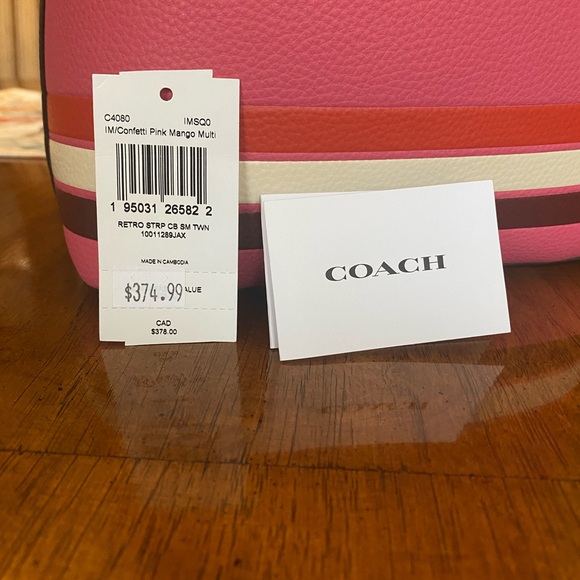 C4080 IMSQ0
IM/Confetti Pink Mango Multi
1 95031 26582 2
RETRO STRP CB SM TWN
10011289JAX
MADE IN CAMBODIA
$374.99 ALUE
CAD
$378.00
COACH